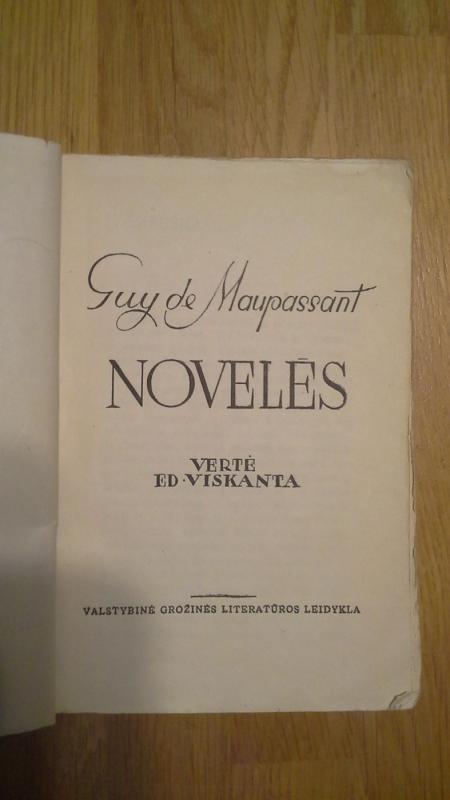 Guy de Maupassant
NOVELĖS
VERTĖ
ED·VISKANTA
VALSTYBINĖ GROŽINĖS LITERATŪROS LEIDYKLA